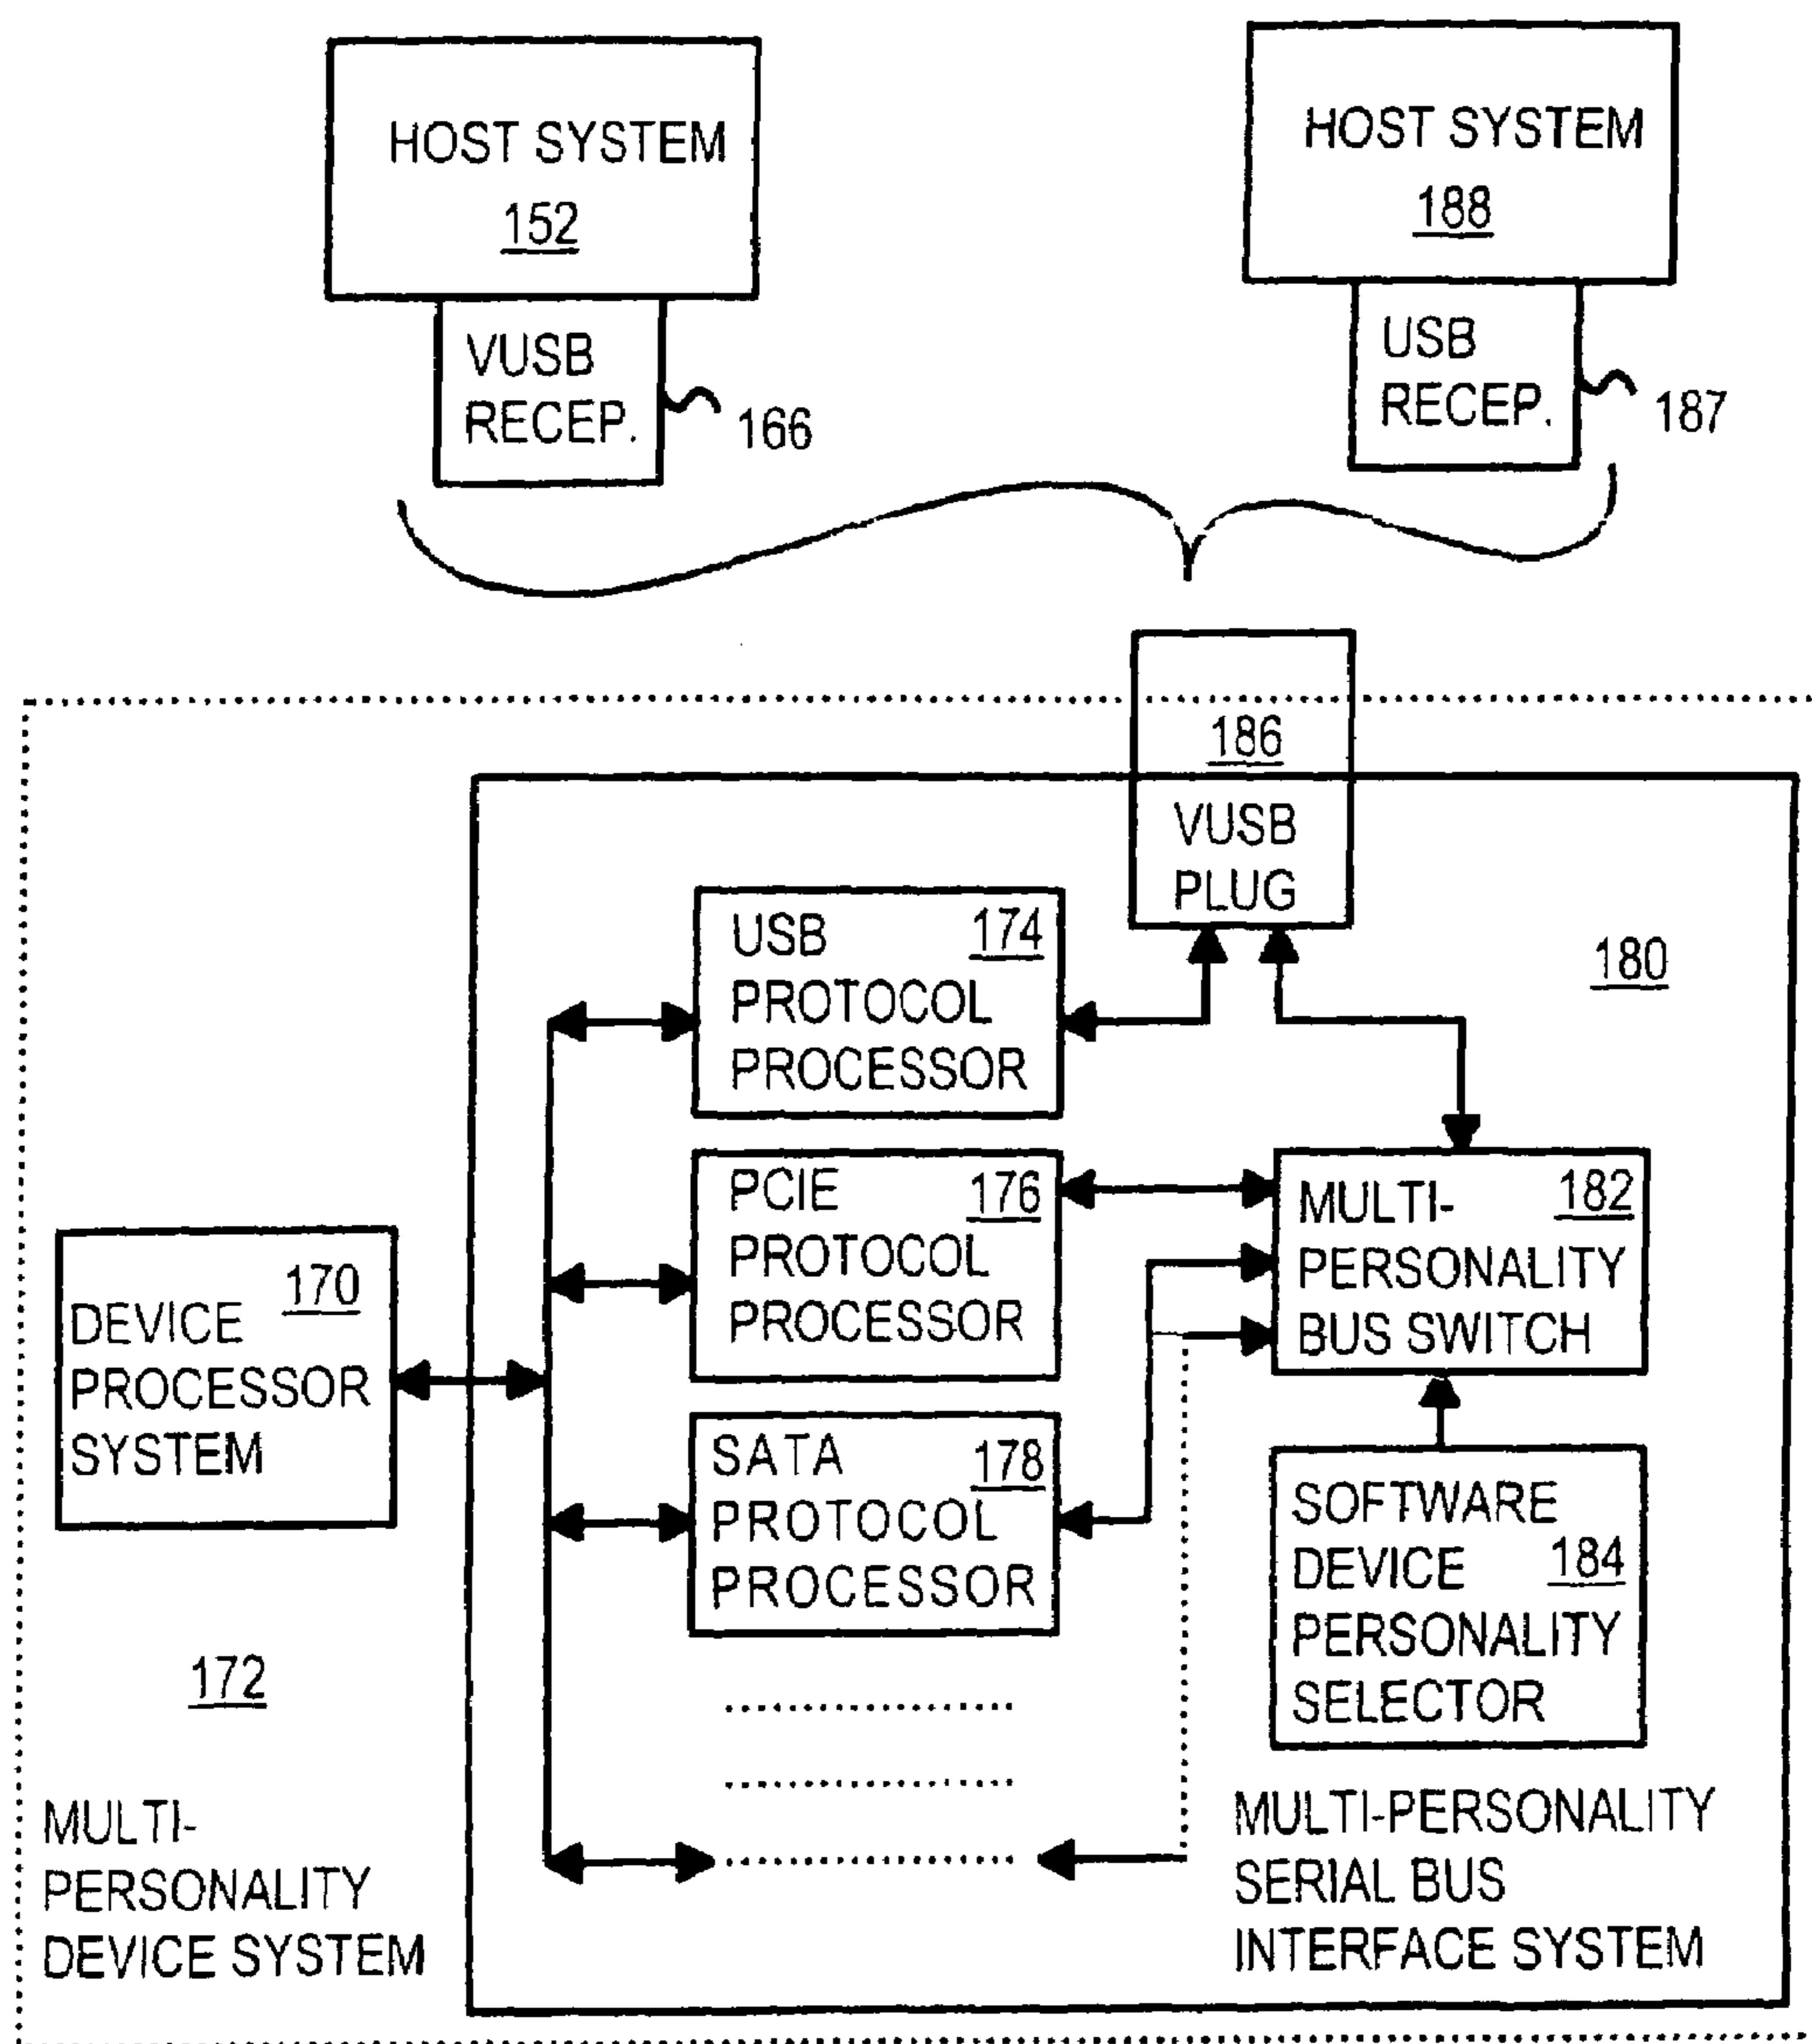 HOST SYSTEM
152
VUSB
RECEP.
166
HOST SYSTEM
188
USB
RECEP.
187
186
VUSB
PLUG
180
USB
PROTOCOL
PROCESSOR
174
PCIE
PROTOCOL
PROCESSOR
176
MULTI-
PERSONALITY
BUS SWITCH
182
DEVICE
PROCESSOR
SYSTEM
170
SATA
PROTOCOL
PROCESSOR
178
SOFTWARE
DEVICE
PERSONALITY
SELECTOR
184
172
MULTI-
PERSONALITY
DEVICE SYSTEM
MULTI-PERSONALITY
SERIAL BUS
INTERFACE SYSTEM